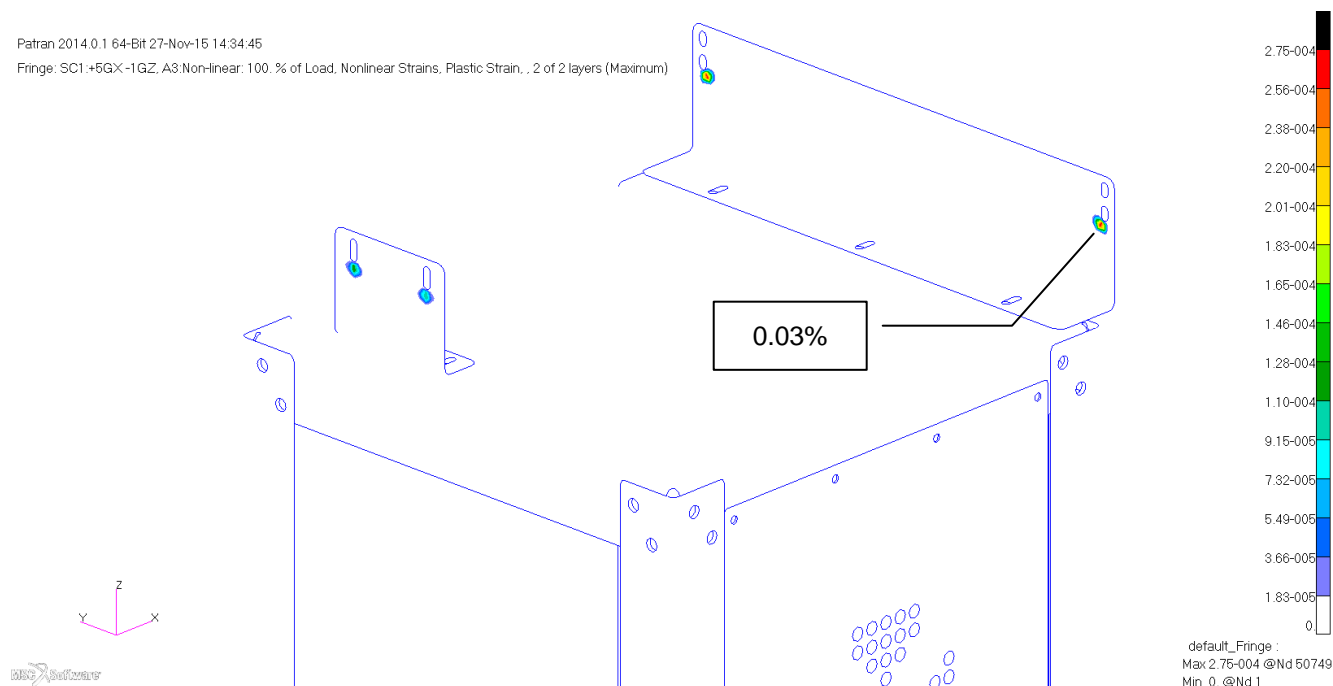 Patran 2014.0.1 64-Bit 27-Nov-15 14:34:45
Fringe: SC1:+5GX -1GZ, A3:Non-linear: 100. % of Load, Nonlinear Strains, Plastic Strain, , 2 of 2 layers (Maximum)
2.75-004
2.56-004
2.38-004
2.20-004
2.01-004
1.83-004
1.65-004
1.46-004
1.28-004
1.10-004
9.15-005
7.32-005
5.49-005
3.66-005
1.83-005
0.
0.03%
Z
Y
X
MSC Software
default_Fringe :
Max 2.75-004 @Nd 50749
Min 0. @Nd 1